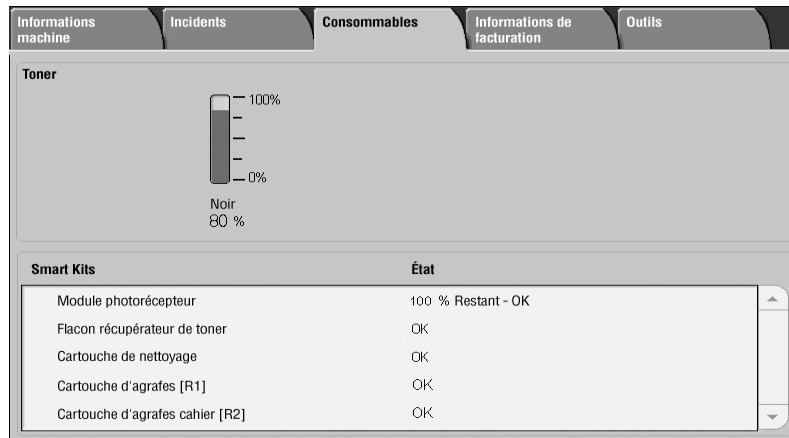 Informations machine
Incidents
Consommables
Informations de facturation
Outils
Toner
100%
0%
Noir
80 %
Smart Kits État
Module photorécepteur 100 % Restant - OK
Flacon récupérateur de toner OK
Cartouche de nettoyage OK
Cartouche d'agrafes [R1] OK
Cartouche d'agrafes cahier [R2] OK